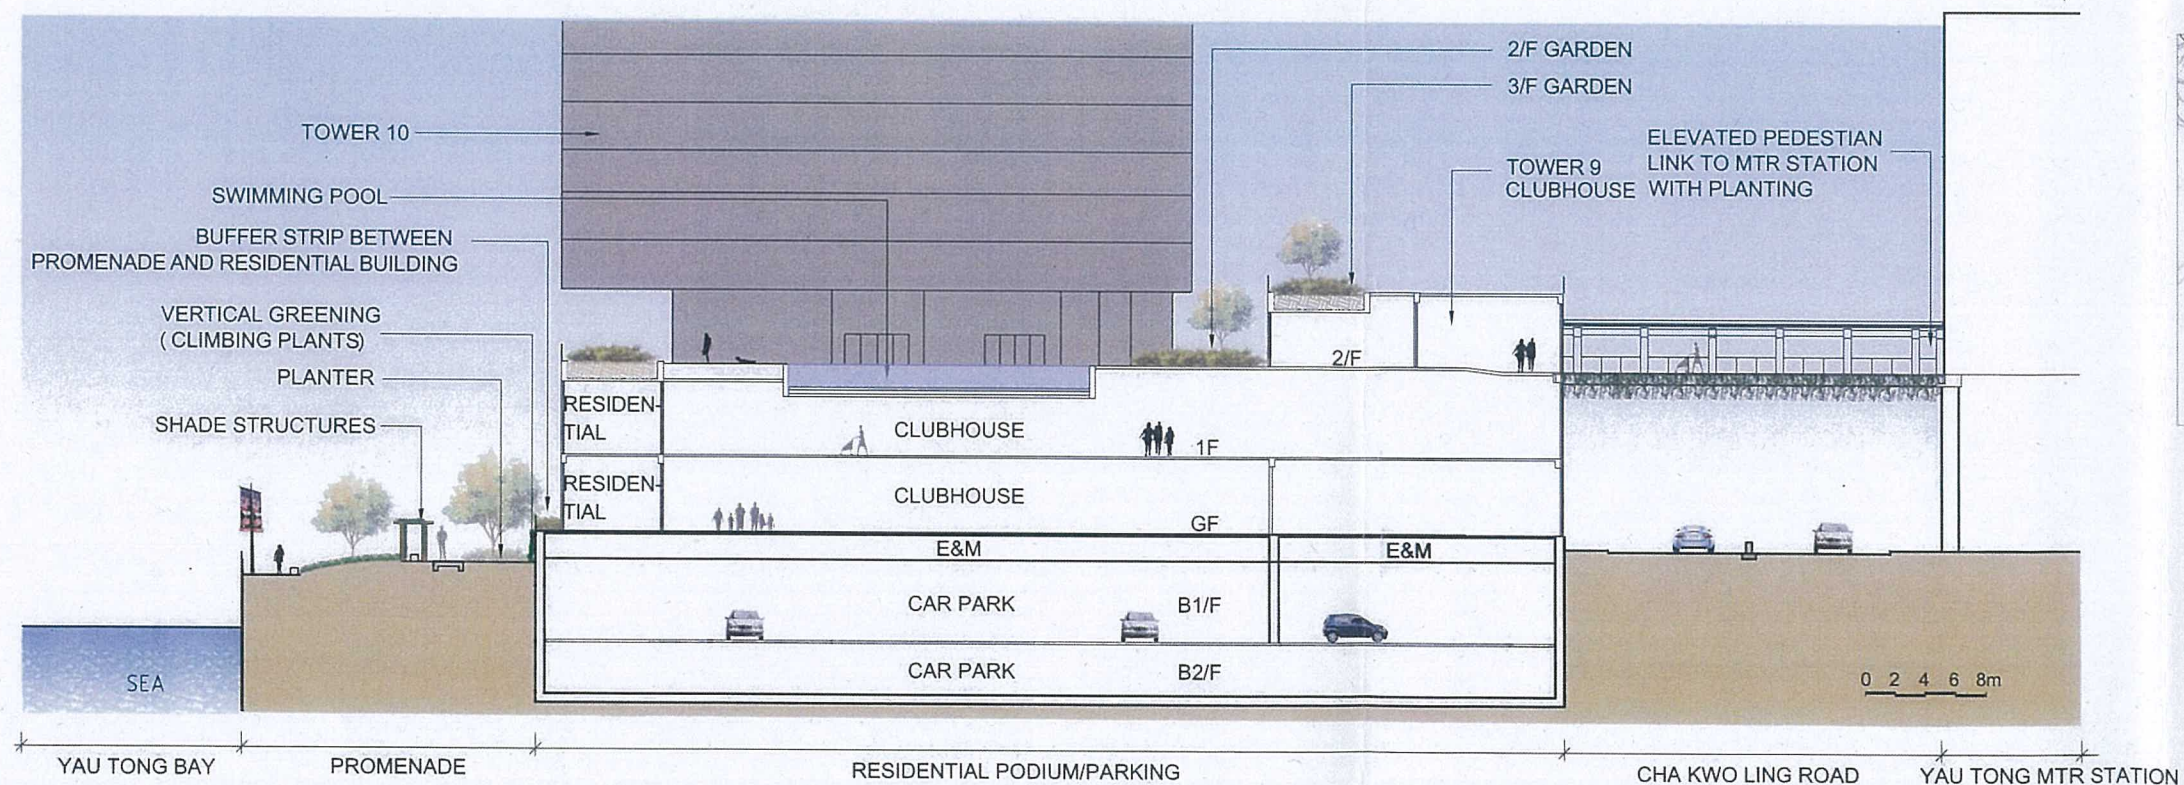 2/F GARDEN
3/F GARDEN
TOWER 10
ELEVATED PEDESTIAN
LINK TO MTR STATION
WITH PLANTING
TOWER 9
CLUBHOUSE
SWIMMING POOL
BUFFER STRIP BETWEEN
PROMENADE AND RESIDENTIAL BUILDING
VERTICAL GREENING
( CLIMBING PLANTS)
PLANTER
SHADE STRUCTURES
2/F
RESIDEN-
TIAL
CLUBHOUSE
1F
RESIDEN-
TIAL
CLUBHOUSE
GF
E&M
E&M
CAR PARK
B1/F
CAR PARK
B2/F
SEA
0 2 4 6 8m
YAU TONG BAY
PROMENADE
RESIDENTIAL PODIUM/PARKING
CHA KWO LING ROAD
YAU TONG MTR STATION